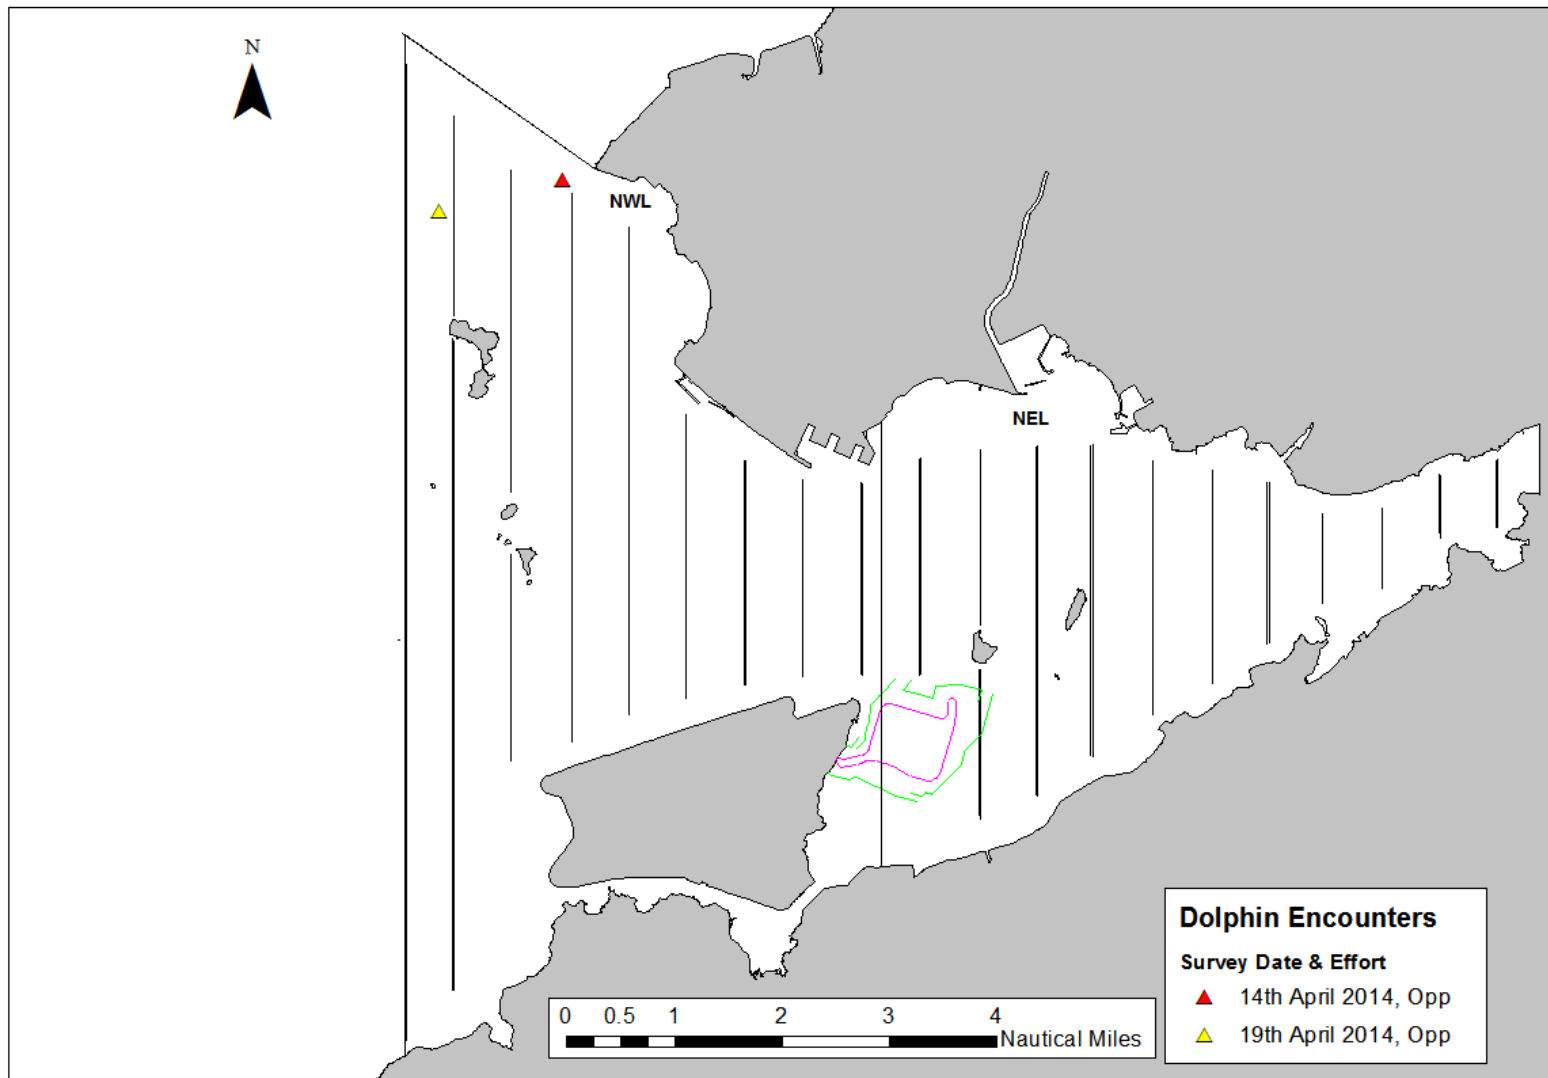 N
NWL
NEL
Dolphin Encounters
Survey Date & Effort
14th April 2014, Opp
19th April 2014, Opp
0 0.5 1 2 3 4
Nautical Miles